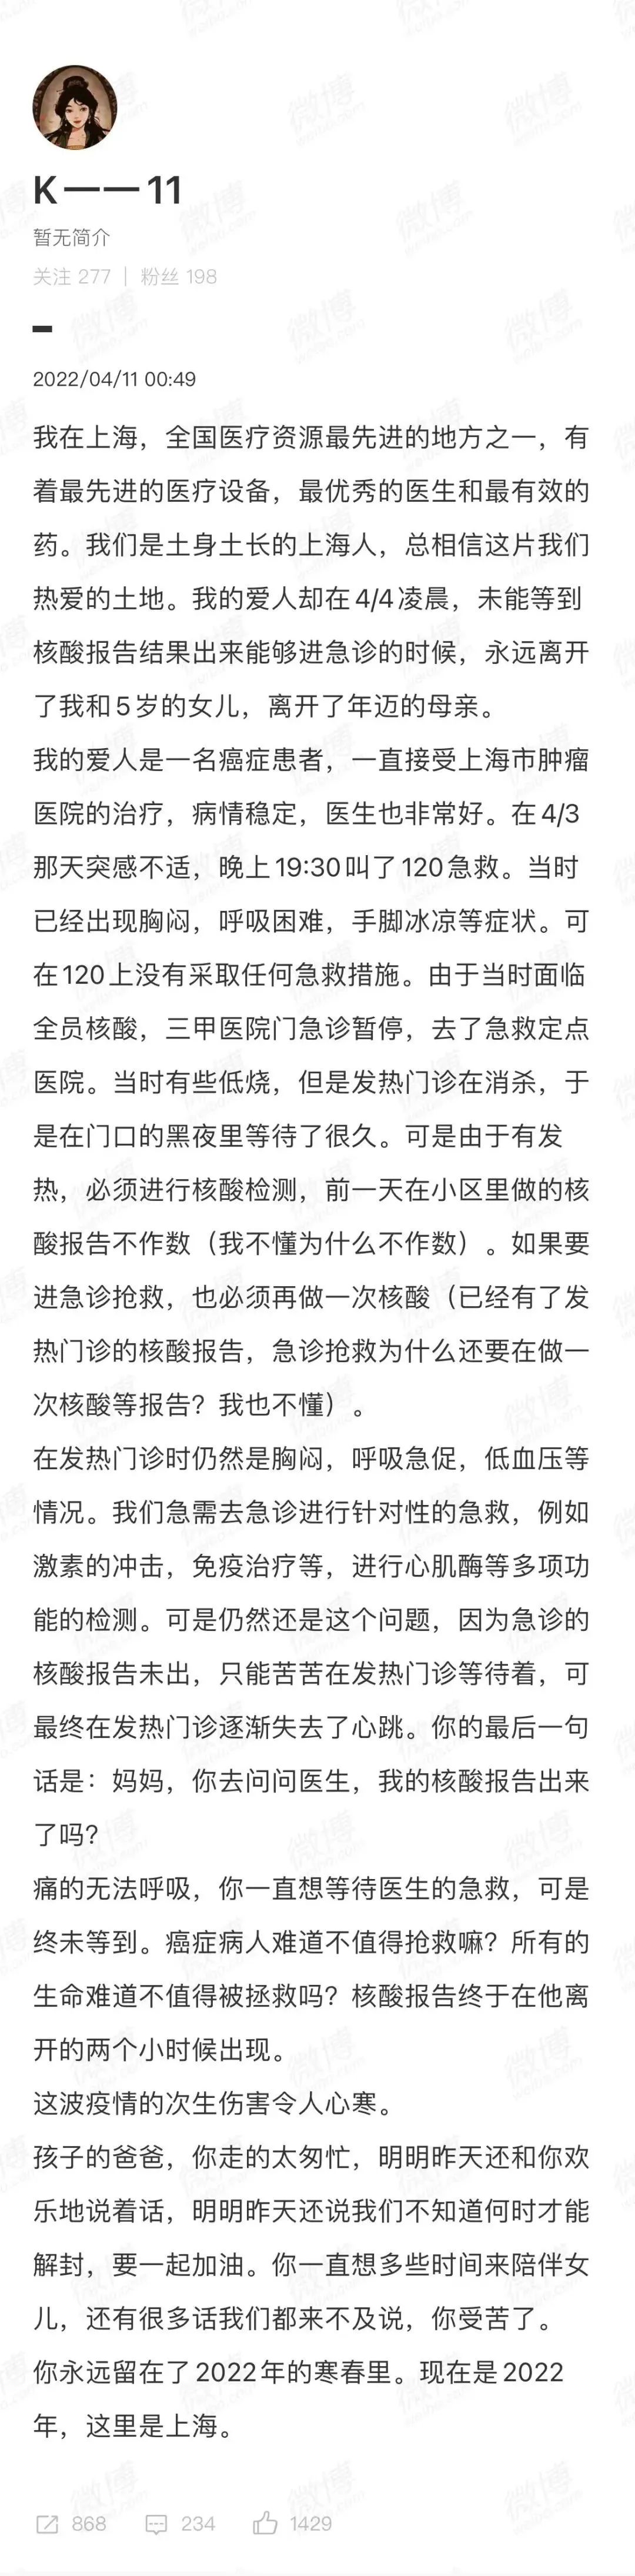 K一一11
暂无简介
关注 277 | 粉丝 198
2022/04/11 00:49
我在上海，全国医疗资源最先进的地方之一，有
着最先进的医疗设备，最优秀的医生和最有效的
药。我们是土身土长的上海人，总相信这片我们
热爱的土地。我的爱人却在4/4凌晨，未能等到
核酸报告结果出来能够进急诊的时候，永远离开
了我和5岁的女儿，离开了年迈的母亲。
我的爱人是一名癌症患者，一直接受上海市肿瘤
医院的治疗，病情稳定，医生也非常好。在4/3
那天突感不适，晚上19:30叫了120急救。当时
已经出现胸闷，呼吸困难，手脚冰凉等症状。可
在120上没有采取任何急救措施。由于当时面临
全员核酸，三甲医院门急诊暂停，去了急救定点
医院。当时有些低烧，但是发热门诊在消杀，于
是在门口的黑夜里等待了很久。可是由于有发
热，必须进行核酸检测，前一天在小区里做的核
酸报告不作数（我不懂为什么不作数）。如果要
进急诊抢救，也必须再做一次核酸（已经有了发
热门诊的核酸报告，急诊抢救为什么还要在做一
次核酸等报告？我也不懂）。
在发热门诊时仍然是胸闷，呼吸急促，低血压等
情况。我们急需去急诊进行针对性的急救，例如
激素的冲击，免疫治疗等，进行心肌酶等多项功
能的检测。可是仍然还是这个问题，因为急诊的
核酸报告未出，只能苦苦在发热门诊等待着，可
最终在发热门诊逐渐失去了心跳。你的最后一句
话是：妈妈，你去问问医生，我的核酸报告出来
了吗？
痛的无法呼吸，你一直想等待医生的急救，可是
终未等到。癌症病人难道不值得抢救嘛？所有的
生命难道不值得被拯救吗？核酸报告终于在他离
开的两个小时候出现。
这波疫情的次生伤害令人心寒。
孩子的爸爸，你走的太匆忙，明明昨天还和你欢
乐地说着话，明明昨天还说我们不知道何时才能
解封，要一起加油。你一直想多些时间来陪伴女
儿，还有很多话我们都来不及说，你受苦了。
你永远留在了2022年的寒春里。现在是2022
年，这里是上海。
868 234 1429